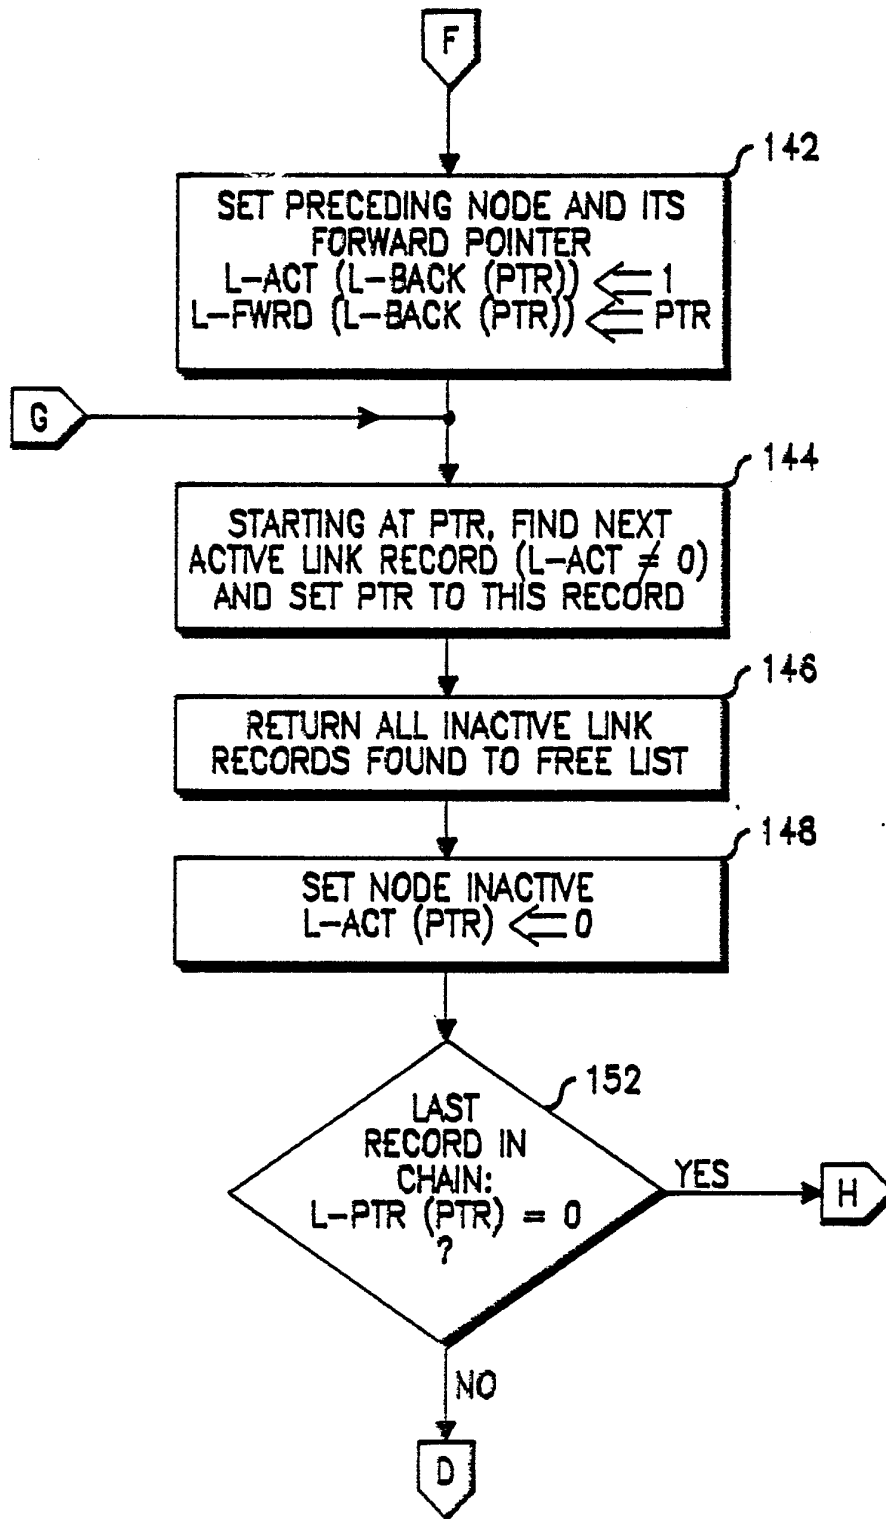 F
142
SET PRECEDING NODE AND ITS
FORWARD POINTER
L-ACT (L-BACK (PTR)) ⇐ 1
L-FWRD (L-BACK (PTR)) ⇐ PTR
G
144
STARTING AT PTR, FIND NEXT
ACTIVE LINK RECORD (L-ACT ≠ 0)
AND SET PTR TO THIS RECORD
146
RETURN ALL INACTIVE LINK
RECORDS FOUND TO FREE LIST
148
SET NODE INACTIVE
L-ACT (PTR) ⇐ 0
152
LAST
RECORD IN
CHAIN:
L-PTR (PTR) = 0
?
YES
H
NO
D